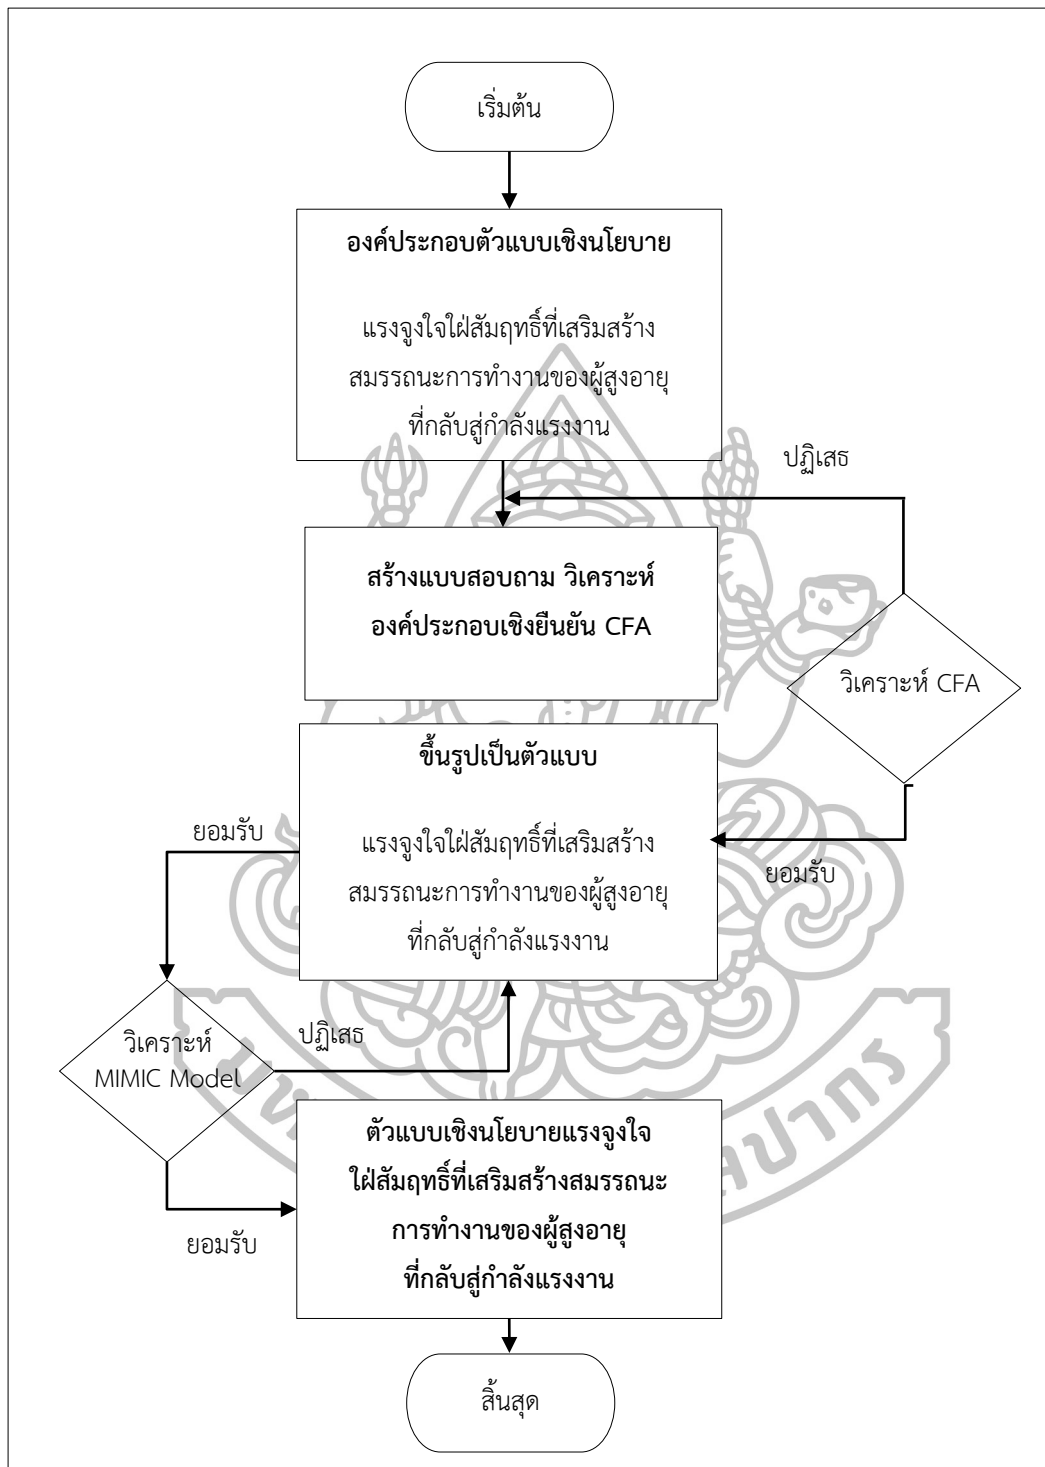 เริ่มต้น
องค์ประกอบตัวแบบเชิงนโยบาย
แรงจูงใจใฝ่สัมฤทธิ์ที่เสริมสร้าง
สมรรถนะการทำงานของผู้สูงอายุ
ที่กลับสู่กำลังแรงงาน
ปฏิเสธ
สร้างแบบสอบถาม วิเคราะห์
องค์ประกอบเชิงยืนยัน CFA
วิเคราะห์ CFA
ขึ้นรูปเป็นตัวแบบ
แรงจูงใจใฝ่สัมฤทธิ์ที่เสริมสร้าง
สมรรถนะการทำงานของผู้สูงอายุ
ที่กลับสู่กำลังแรงงาน
ยอมรับ
ยอมรับ
วิเคราะห์
MIMIC Model
ปฏิเสธ
ตัวแบบเชิงนโยบายแรงจูงใจ
ใฝ่สัมฤทธิ์ที่เสริมสร้างสมรรถนะ
การทำงานของผู้สูงอายุ
ที่กลับสู่กำลังแรงงาน
ยอมรับ
สิ้นสุด